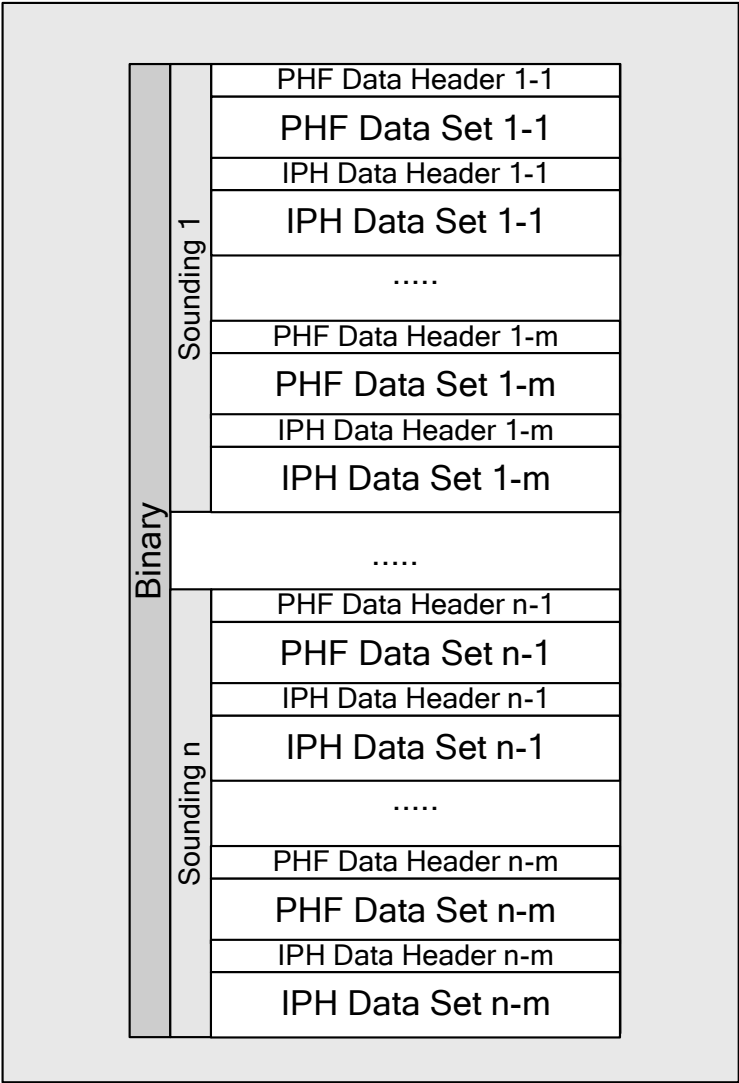 Binary
Sounding 1
PHF Data Header 1-1
PHF Data Set 1-1
IPH Data Header 1-1
IPH Data Set 1-1
.....
PHF Data Header 1-m
PHF Data Set 1-m
IPH Data Header 1-m
IPH Data Set 1-m
.....
Sounding n
PHF Data Header n-1
PHF Data Set n-1
IPH Data Header n-1
IPH Data Set n-1
.....
PHF Data Header n-m
PHF Data Set n-m
IPH Data Header n-m
IPH Data Set n-m